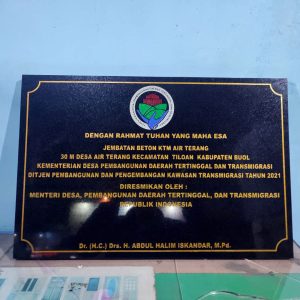 DENGAN RAHMAT TUHAN YANG MAHA ESA
JEMBATAN BETON KTM AIR TERANG
30 M DESA AIR TERANG KECAMATAN TILOAN KABUPATEN BUOL
KEMENTERIAN DESA PEMBANGUNAN DAERAH TERTINGGAL DAN TRANSMIGRASI
DITJEN PEMBANGUNAN DAN PENGEMBANGAN KAWASAN TRANSMIGRASI TAHUN 2021
DIRESMIKAN OLEH :
MENTERI DESA, PEMBANGUNAN DAERAH TERTINGGAL, DAN TRANSMIGRASI
REPUBLIK INDONESIA
Dr. (H.C.) Drs. H. ABDUL HALIM ISKANDAR, M.Pd.